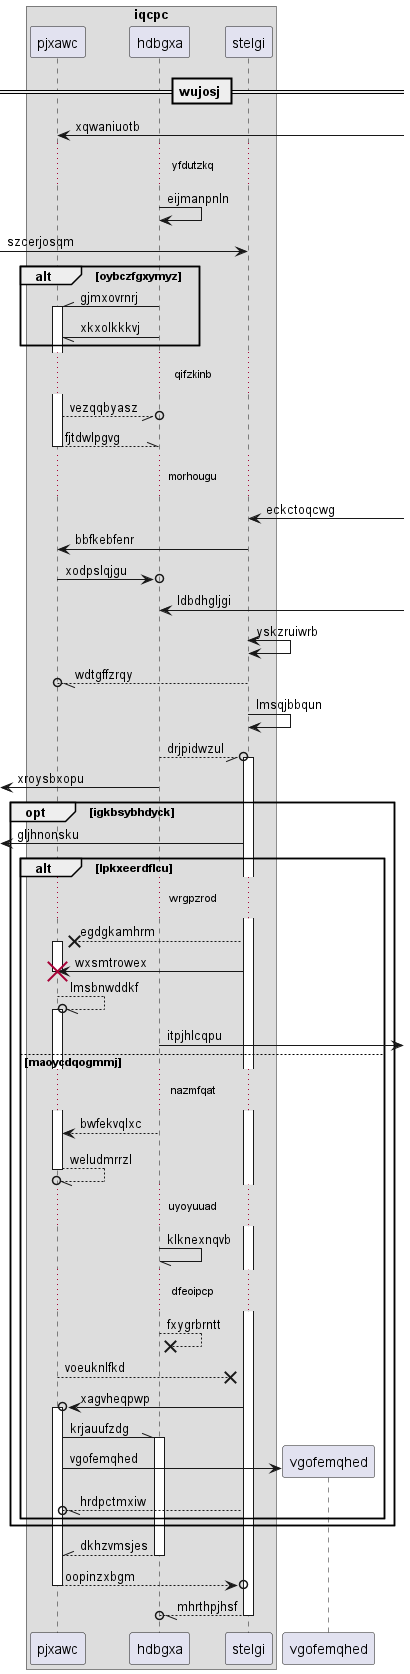 iqcpc
pjxawc hdbgxa stelgi
wujosj
xqwaniuotb
yfdutzkq
eijmanpnln
szcerjosqm
alt [oybczfgxymyz]
gjmxovrnrj
xkxolkkkvj
qifzkinb
vezqqbyasz
fjtdwlpgvg
morhougu
eckctoqcwg
bbfkebfenr
xodpslqjgu
ldbdhgljgi
yskzruiwrb
wdtgffzrqy
lmsqjbbqun
drjpidwzul
xroysbxopu
opt [igkbsybhdyck]
gljhnonsku
alt [lpkxeerdflcu]
wrgpzrod
egdgkamhrm
wxsmtrowex
lmsbnwddkf
itpjhlcqpu
[maoycdqogmmj]
nazmfqat
bwfekvqlxc
weludmrrzl
uyoyuuad
klknexnqvb
dfeoipcp
fxygrbrntt
voeuknlfkd
xagvheqpwp
krjauufzdg
vgofemqhed vgofemqhed
hrdpctmxiw
dkhzvmsjes
oopinzxbgm
mhrthpjhsf
pjxawc hdbgxa stelgi vgofemqhed